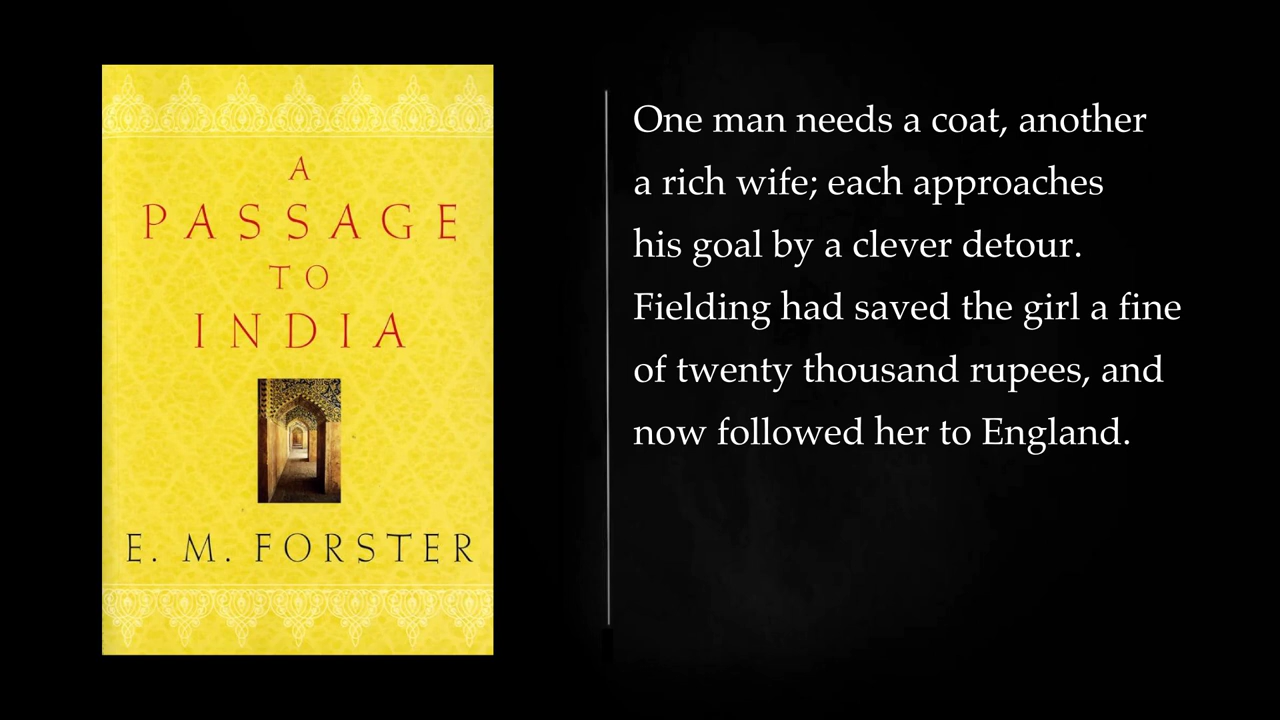 A
PASSAGE
TO
INDIA
E. M. FORSTER
One man needs a coat, another
a rich wife; each approaches
his goal by a clever detour.
Fielding had saved the girl a fine
of twenty thousand rupees, and
now followed her to England.